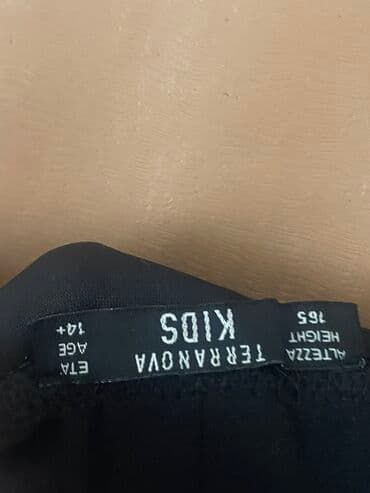 ALTEZZA
HEIGHT
165
TERRANOVA
KIDS
ETA'
AGE
14+